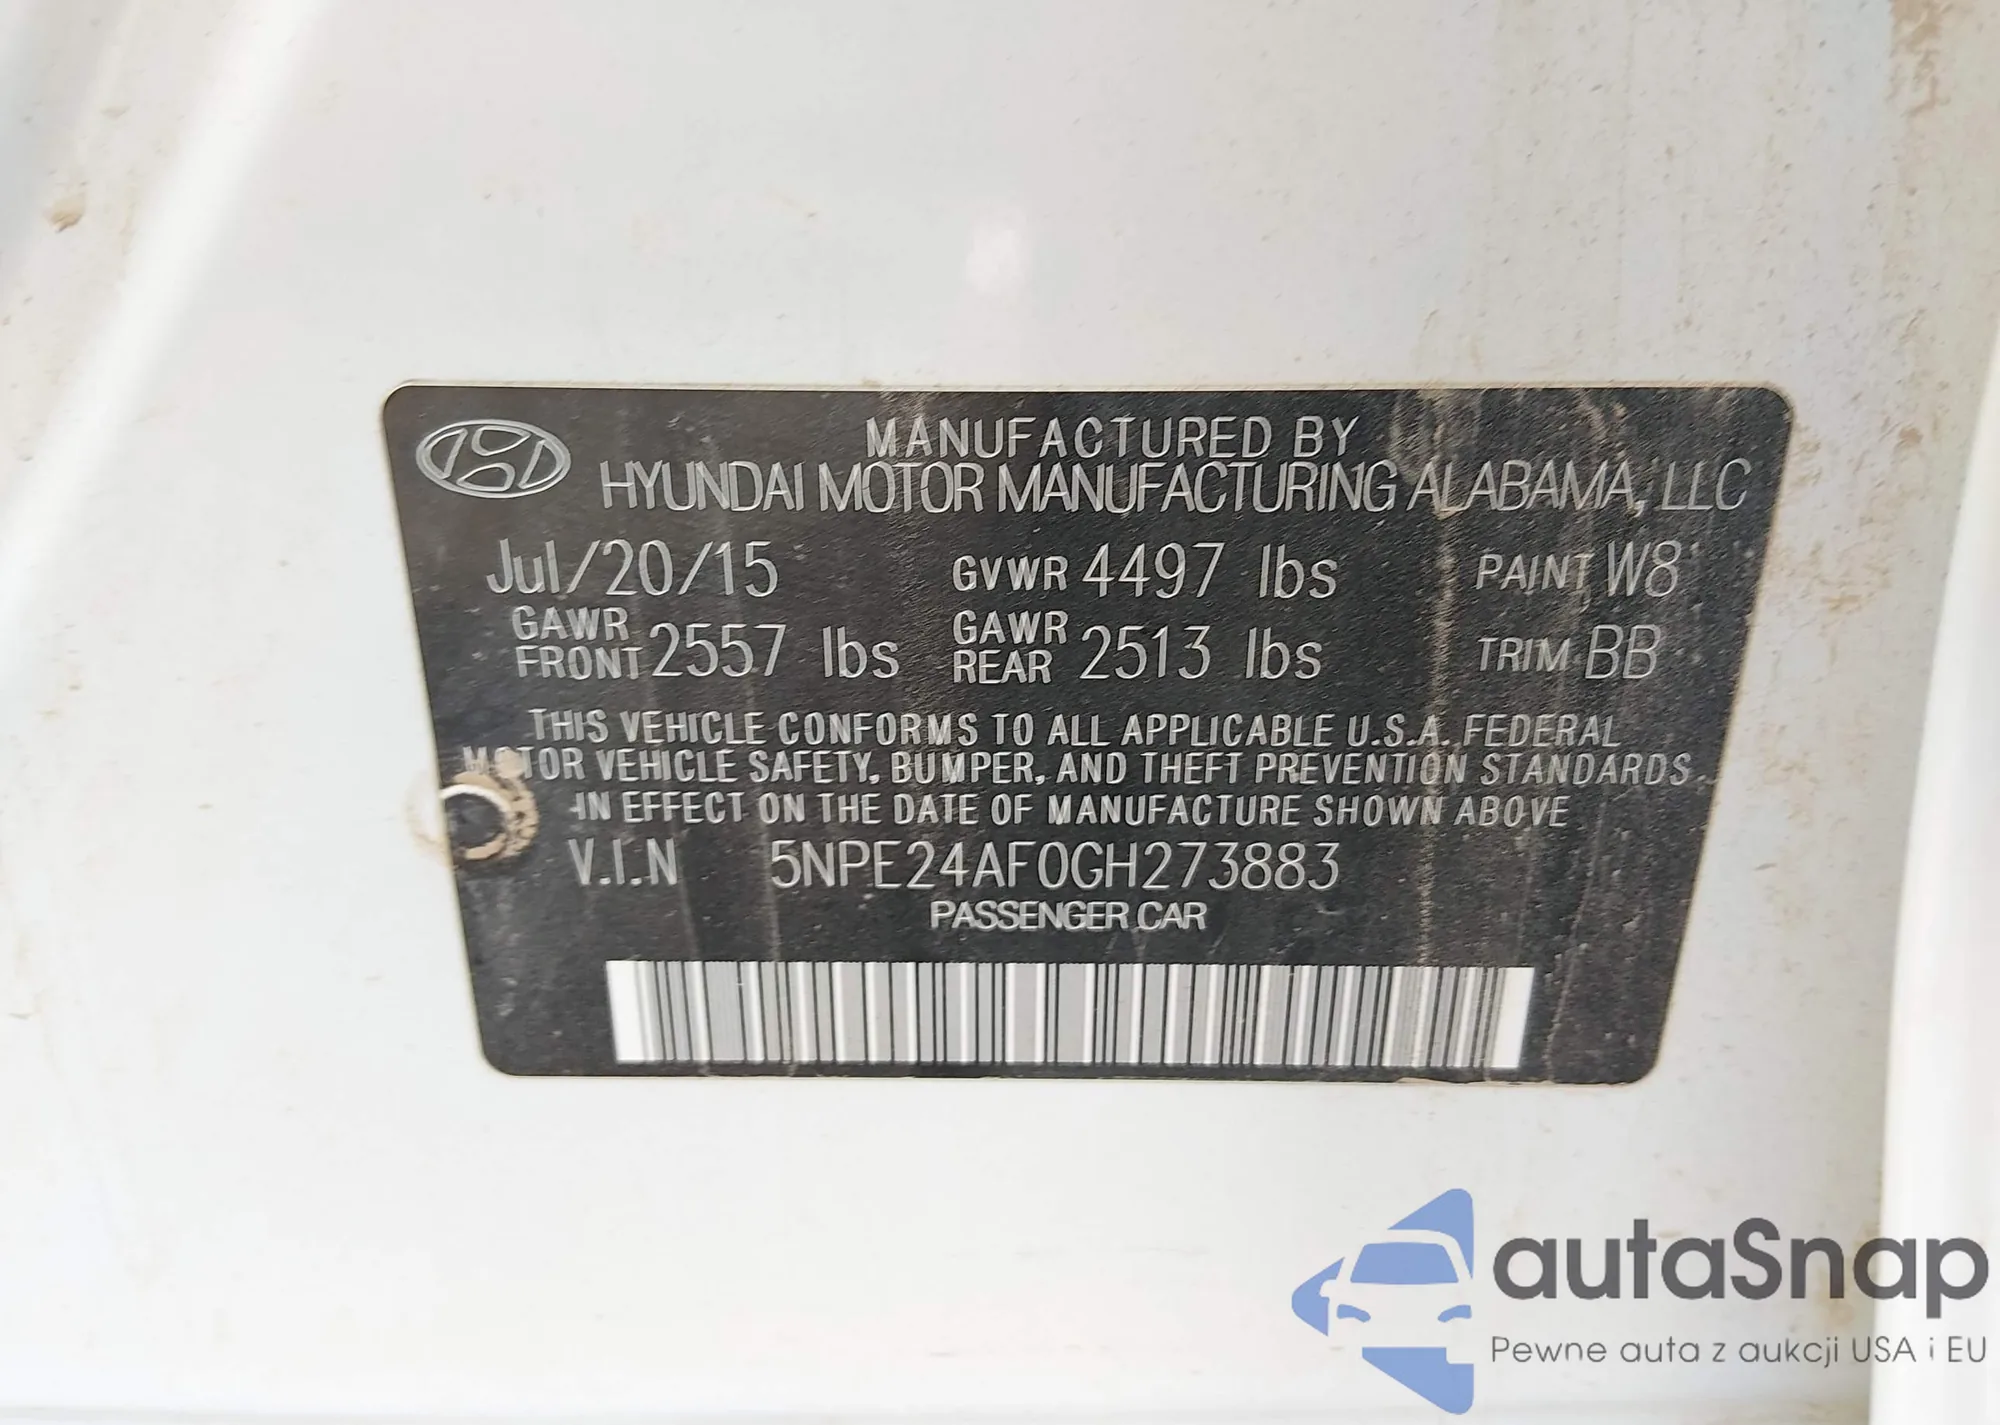 MANUFACTURED BY
HYUNDAI MOTOR MANUFACTURING ALABAMA, LLC
Jul/20/15 GVWR 4497 lbs PAINT W8
GAWR FRONT 2557 lbs GAWR REAR 2513 lbs TRIM BB
THIS VEHICLE CONFORMS TO ALL APPLICABLE U.S.A. FEDERAL
MOTOR VEHICLE SAFETY, BUMPER, AND THEFT PREVENTION STANDARDS
IN EFFECT ON THE DATE OF MANUFACTURE SHOWN ABOVE
V.I.N 5NPE24AF0GH273883
PASSENGER CAR
autaSnap
Pewne auta z aukcji USA i EU